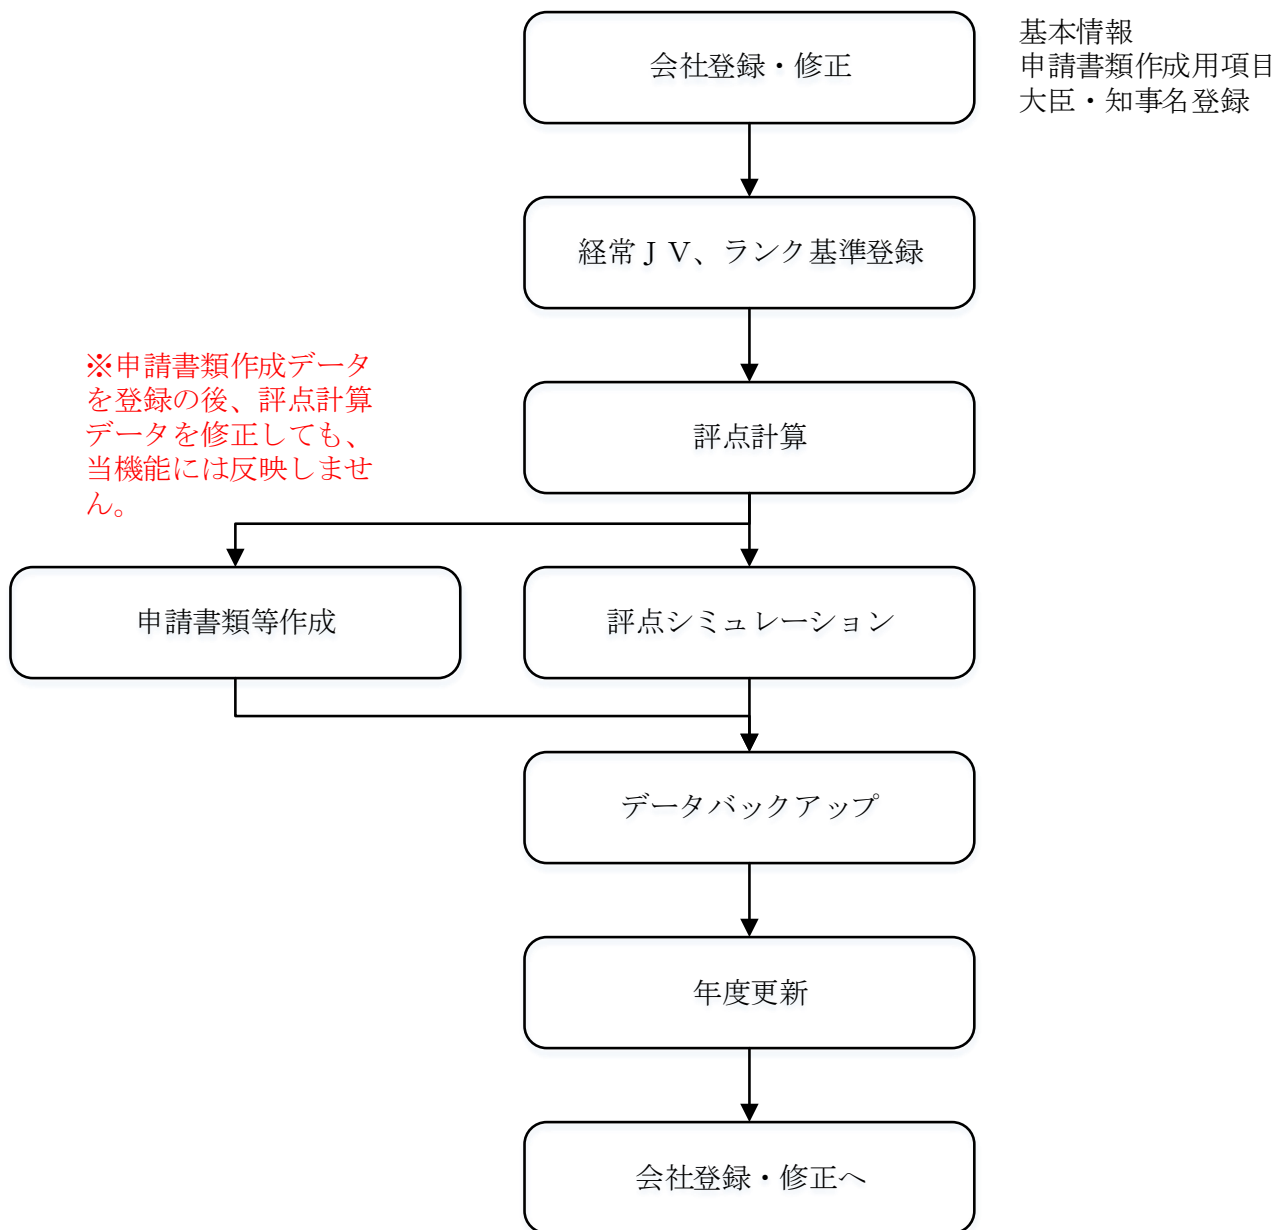 会社登録・修正
基本情報
申請書類作成用項目
大臣・知事名登録
経常ＪＶ、ランク基準登録
※申請書類作成データ
を登録の後、評点計算
データを修正しても、
当機能には反映しませ
ん。
評点計算
申請書類等作成
評点シミュレーション
データバックアップ
年度更新
会社登録・修正へ